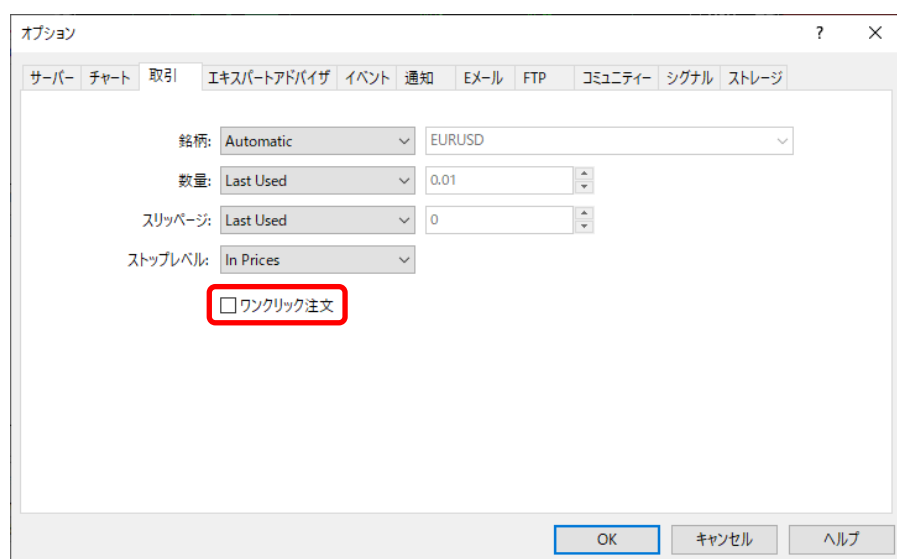 オプション ?
サーバー チャート 取引 エキスパートアドバイザ イベント 通知 Eメール FTP コミュニティー シグナル ストレージ
銘柄: Automatic EURUSD
数量: Last Used 0.01
スリッページ: Last Used 0
ストップレベル: In Prices
ワンクリック注文
OK キャンセル ヘルプ